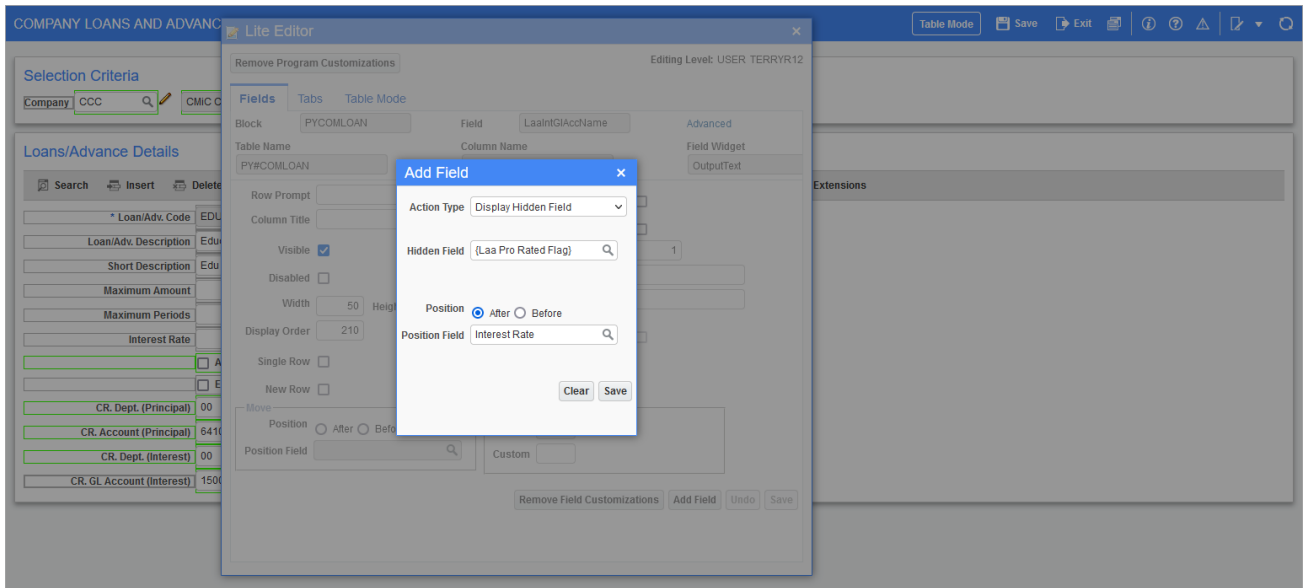 COMPANY LOANS AND ADVANC
Table Mode Save Exit
Lite Editor
Remove Program Customizations Editing Level: USER TERRYR12
Selection Criteria
Company CCC CMiC C
Fields Tabs Table Mode
Block PYCOMLOAN Field LaaIntGlAccName Advanced
Table Name Column Name Field Widget
PY#COMLOAN OutputText
Loans/Advance Details
Search Insert Delete Extensions
* Loan/Adv. Code EDU
Loan/Adv. Description Edu
Short Description Edu
Maximum Amount
Maximum Periods
Interest Rate
A
E
CR. Dept. (Principal) 00
CR. Account (Principal) 6410
CR. Dept. (Interest) 00
CR. GL Account (Interest) 1500
Row Prompt
Column Title
Visible 1
Disabled
Width 50 Heig
Display Order 210
Single Row
New Row
Move
Position After Befo
Position Field
Custom
Remove Field Customizations Add Field Undo Save
Add Field
Action Type Display Hidden Field
Hidden Field {Laa Pro Rated Flag}
Position After Before
Position Field Interest Rate
Clear Save